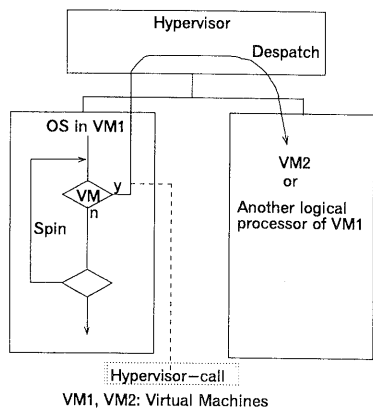 Hypervisor
Despatch
OS in VM1
VM
y
n
Spin
VM2
or
Another logical
processor of VM1
Hypervisor-call
VM1, VM2: Virtual Machines